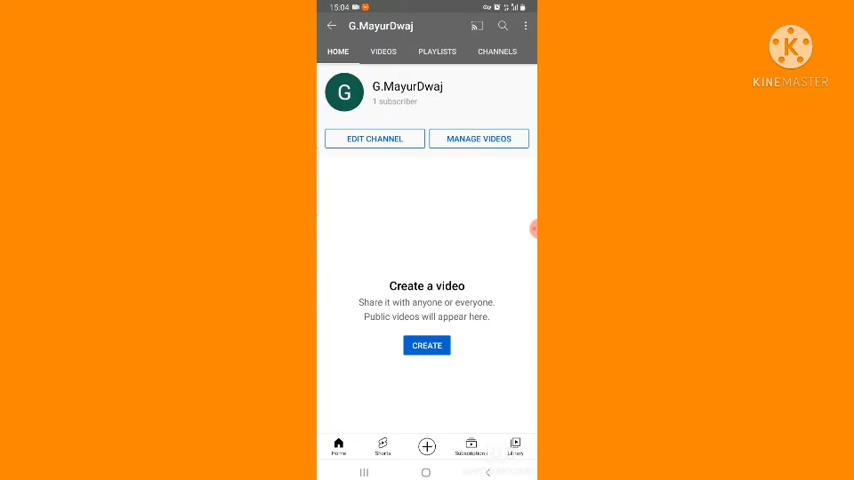 15:04
G.MayurDwaj
HOME VIDEOS PLAYLISTS CHANNELS
G
G.MayurDwaj
1 subscriber
EDIT CHANNEL MANAGE VIDEOS
Create a video
Share it with anyone or everyone.
Public videos will appear here.
CREATE
Home Shorts Subscriptions Library
K
KINEMASTER